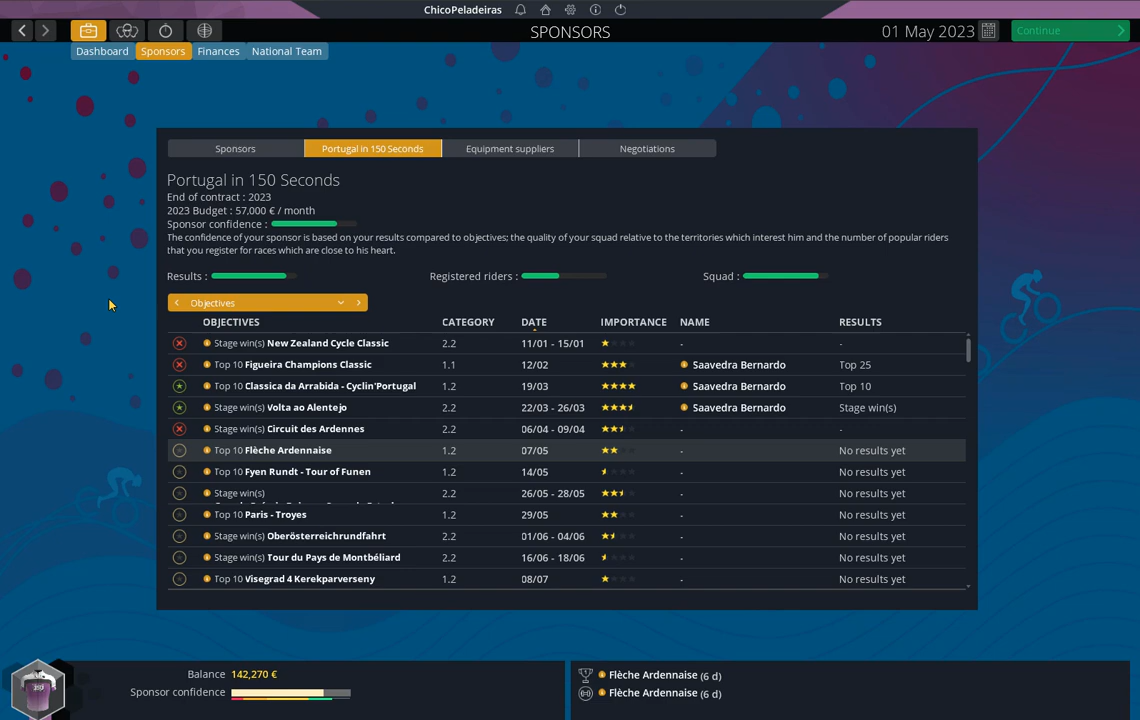 ChicoPeladeiras
SPONSORS
01 May 2023
Continue
Dashboard
Sponsors
Finances
National Team
Sponsors
Portugal in 150 Seconds
Equipment suppliers
Negotiations
Portugal in 150 Seconds
End of contract : 2023
2023 Budget : 57,000 € / month
Sponsor confidence :
The confidence of your sponsor is based on your results compared to objectives; the quality of your squad relative to the territories which interest him and the number of popular riders
that you register for races which are close to his heart.
Results :
Registered riders :
Squad :
Objectives
OBJECTIVES CATEGORY DATE IMPORTANCE NAME RESULTS
Stage win(s) New Zealand Cycle Classic 2.2 11/01 - 15/01 - -
Top 10 Figueira Champions Classic 1.1 12/02 Saavedra Bernardo Top 25
Top 10 Classica da Arrabida - Cyclin'Portugal 1.2 19/03 Saavedra Bernardo Top 10
Stage win(s) Volta ao Alentejo 2.2 22/03 - 26/03 Saavedra Bernardo Stage win(s)
Stage win(s) Circuit des Ardennes 2.2 06/04 - 09/04 - -
Top 10 Flèche Ardennaise 1.2 07/05 - No results yet
Top 10 Fyen Rundt - Tour of Funen 1.2 14/05 - No results yet
Stage win(s) 2.2 26/05 - 28/05 - No results yet
Top 10 Paris - Troyes 1.2 29/05 - No results yet
Stage win(s) Oberösterreichrundfahrt 2.2 01/06 - 04/06 - No results yet
Stage win(s) Tour du Pays de Montbéliard 2.2 16/06 - 18/06 - No results yet
Top 10 Visegrad 4 Kerekparverseny 1.2 08/07 - No results yet
Balance 142,270 €
Sponsor confidence
Flèche Ardennaise (6 d)
Flèche Ardennaise (6 d)